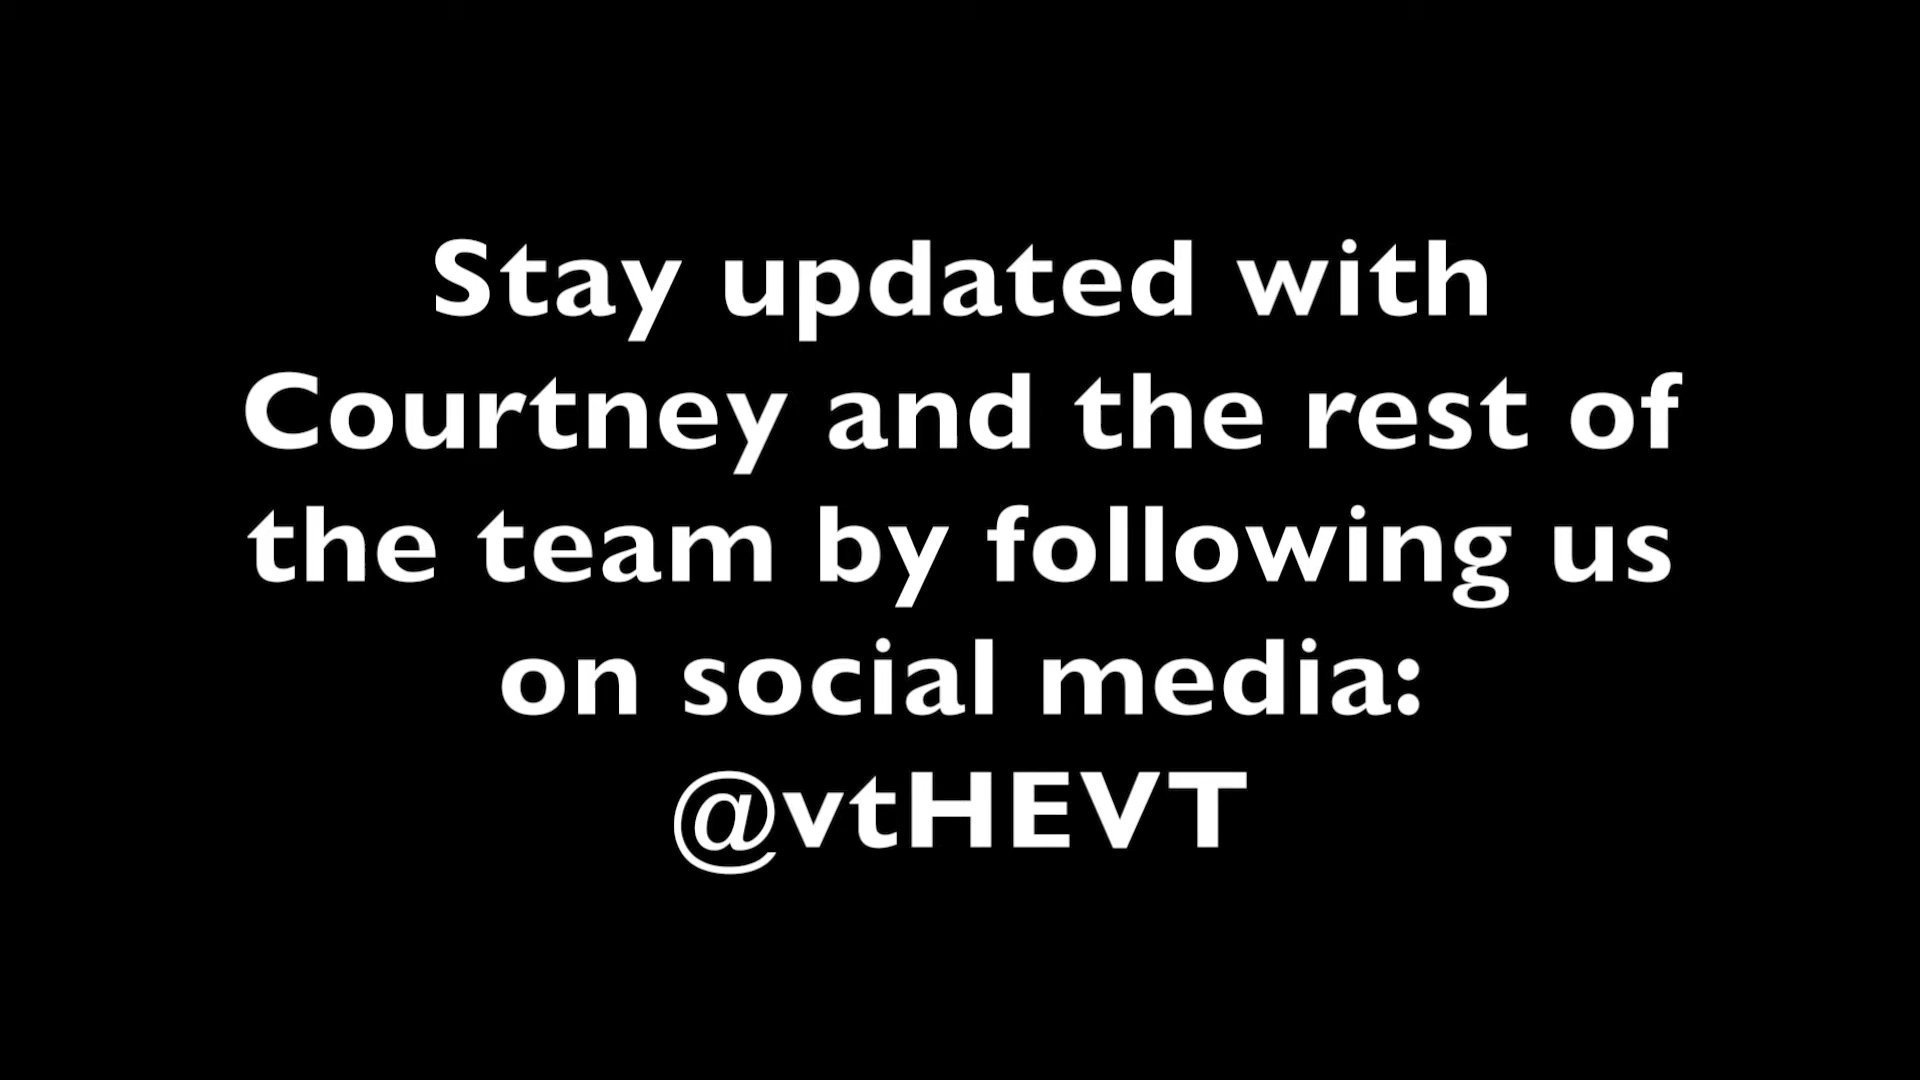 Stay updated with
Courtney and the rest of
the team by following us
on social media:
@vtHEVT